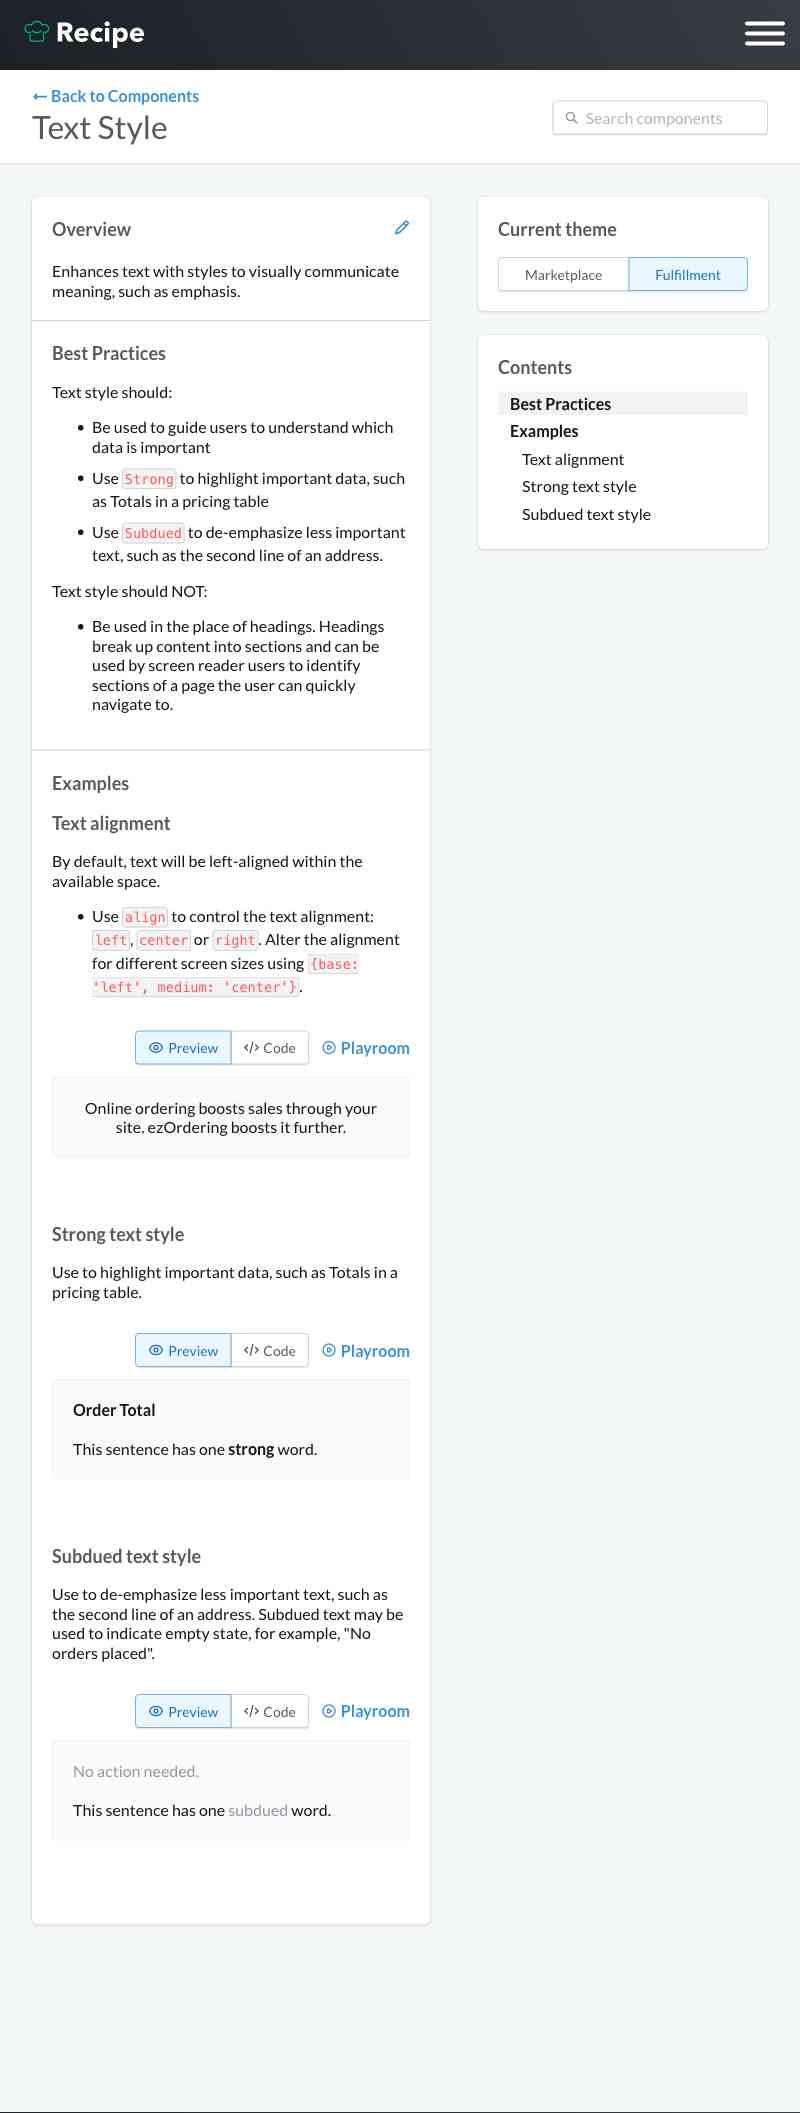 Recipe
← Back to Components
Text Style
Search components
Overview
Enhances text with styles to visually communicate
meaning, such as emphasis.
Best Practices
Text style should:
• Be used to guide users to understand which
data is important
• Use Strong to highlight important data, such
as Totals in a pricing table
• Use Subdued to de-emphasize less important
text, such as the second line of an address.
Text style should NOT:
• Be used in the place of headings. Headings
break up content into sections and can be
used by screen reader users to identify
sections of a page the user can quickly
navigate to.
Examples
Text alignment
By default, text will be left-aligned within the
available space.
• Use align to control the text alignment:
left, center or right. Alter the alignment
for different screen sizes using {base:
'left', medium: 'center'}.
Preview </> Code Playroom
Online ordering boosts sales through your
site. ezOrdering boosts it further.
Strong text style
Use to highlight important data, such as Totals in a
pricing table.
Preview </> Code Playroom
Order Total
This sentence has one strong word.
Subdued text style
Use to de-emphasize less important text, such as
the second line of an address. Subdued text may be
used to indicate empty state, for example, "No
orders placed".
Preview </> Code Playroom
No action needed.
This sentence has one subdued word.
Current theme
Marketplace Fulfillment
Contents
Best Practices
Examples
Text alignment
Strong text style
Subdued text style